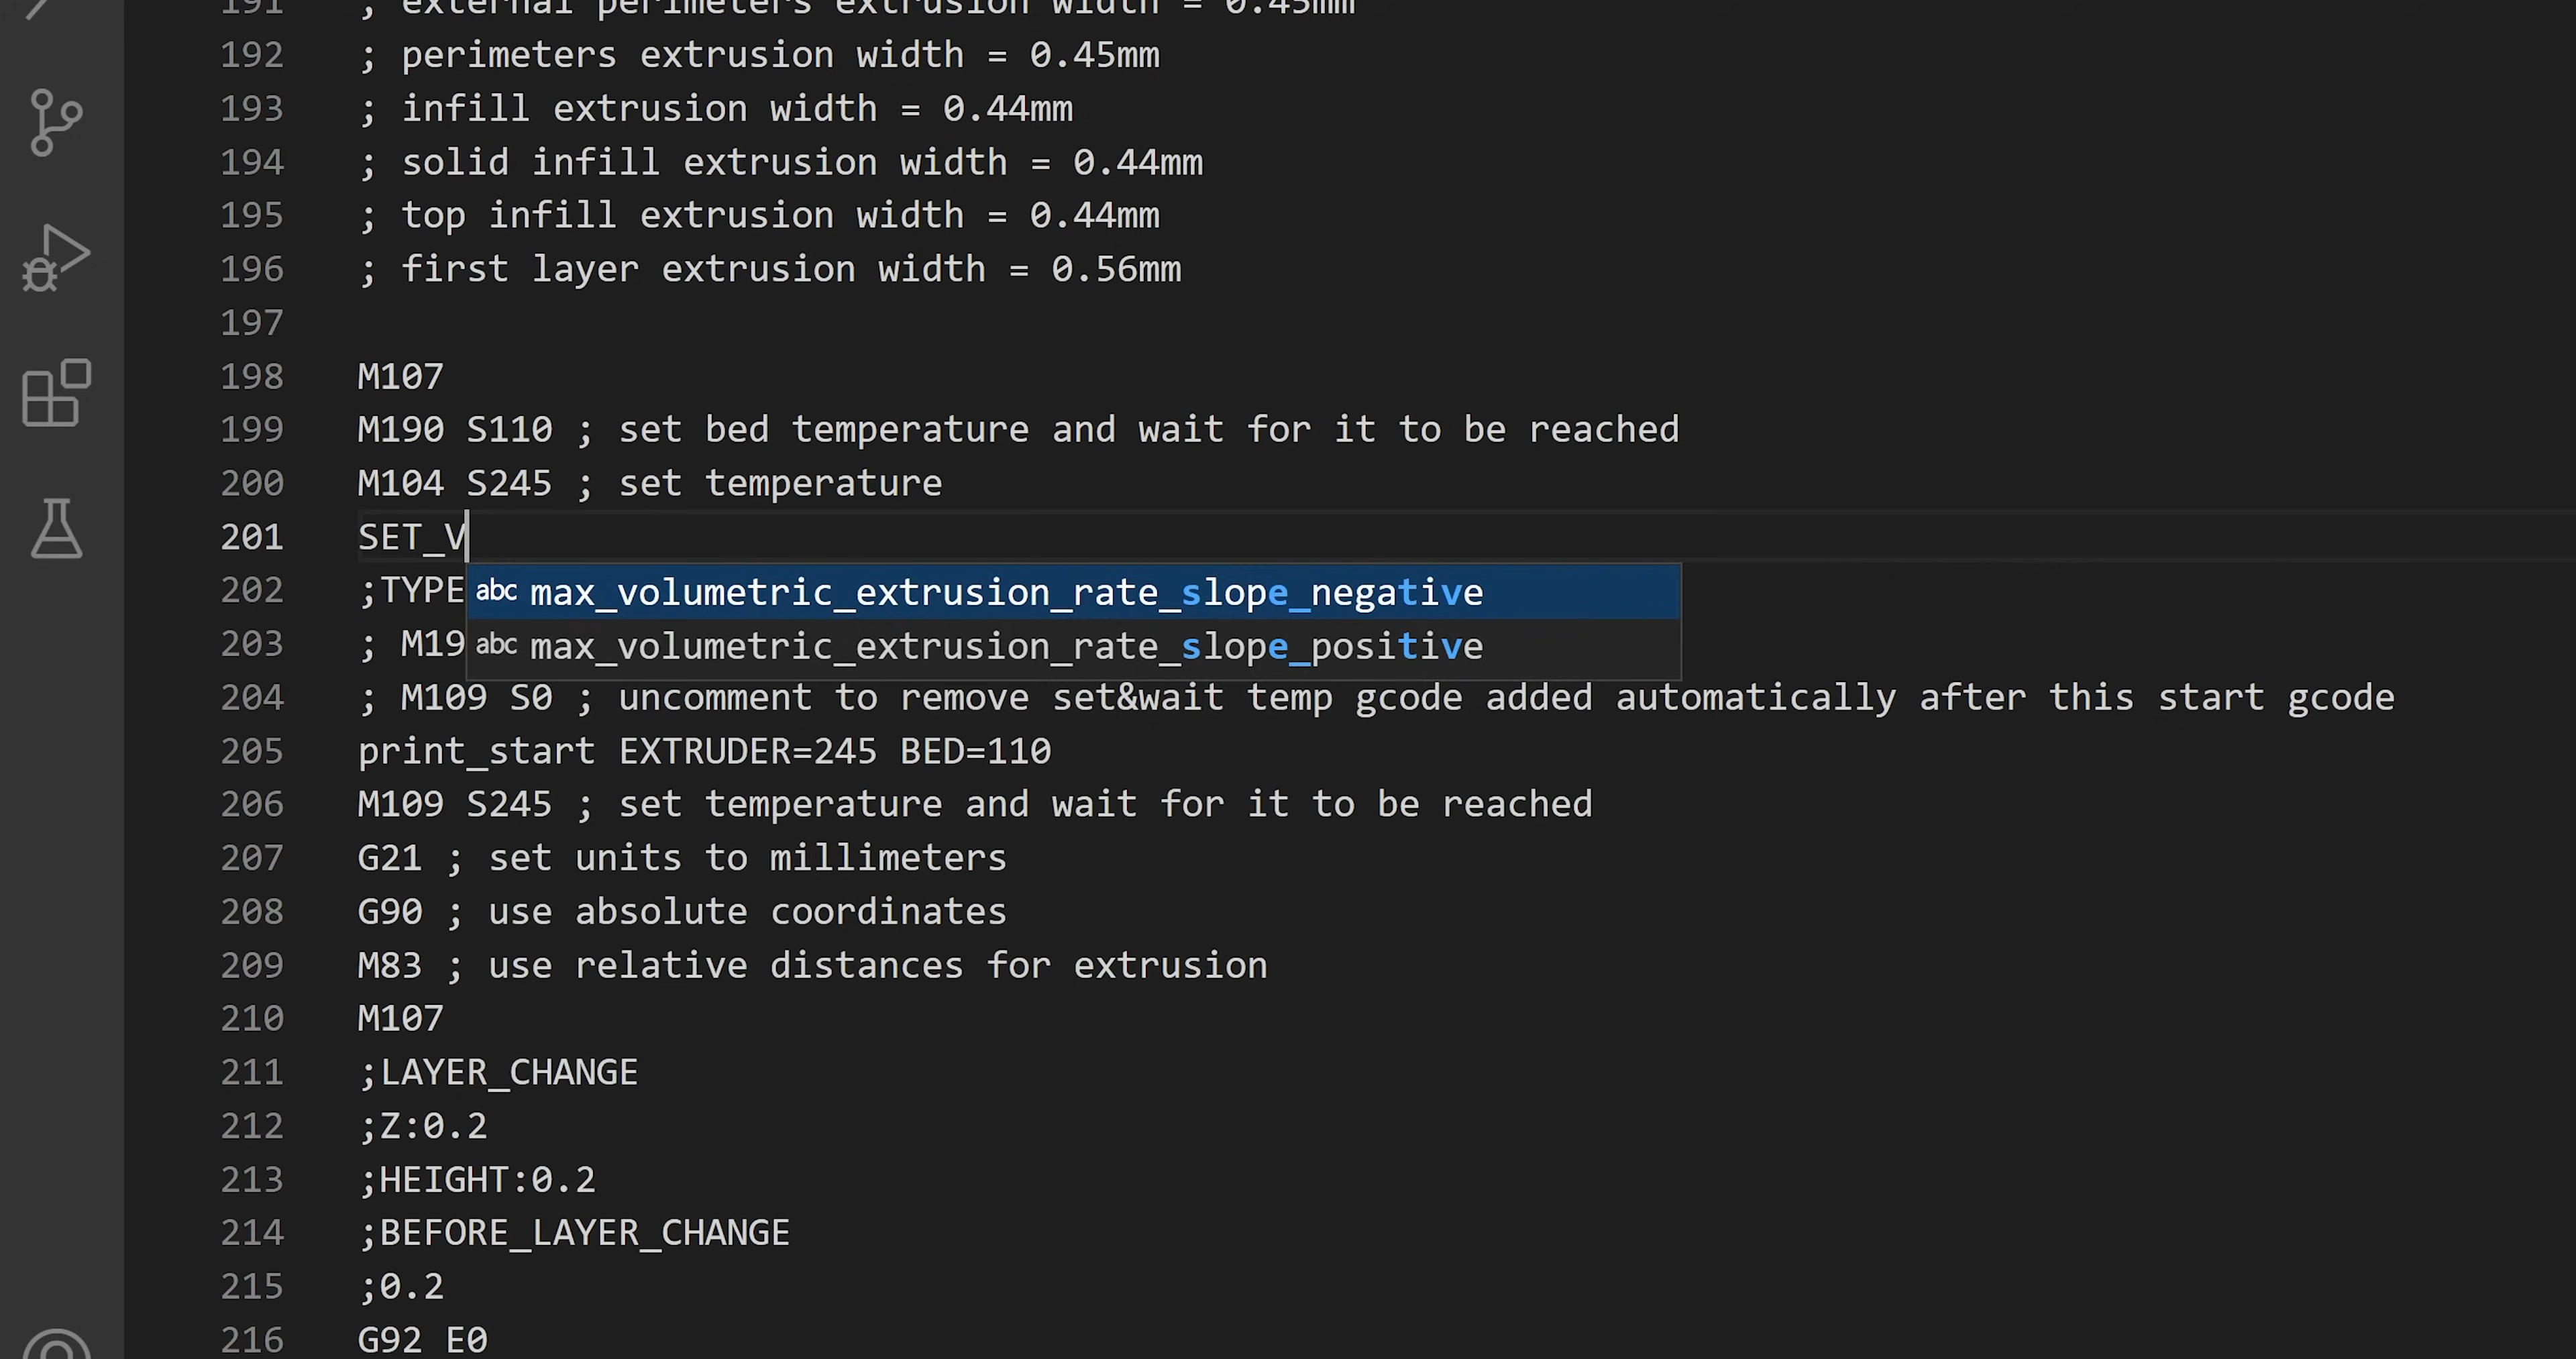 191 ; external perimeters extrusion width = 0.45mm
192 ; perimeters extrusion width = 0.45mm
193 ; infill extrusion width = 0.44mm
194 ; solid infill extrusion width = 0.44mm
195 ; top infill extrusion width = 0.44mm
196 ; first layer extrusion width = 0.56mm
197
198 M107
199 M190 S110 ; set bed temperature and wait for it to be reached
200 M104 S245 ; set temperature
201 SET_V
202 ;TYPE abc max_volumetric_extrusion_rate_slope_negative
203 ; M19 abc max_volumetric_extrusion_rate_slope_positive
204 ; M109 S0 ; uncomment to remove set&wait temp gcode added automatically after this start gcode
205 print_start EXTRUDER=245 BED=110
206 M109 S245 ; set temperature and wait for it to be reached
207 G21 ; set units to millimeters
208 G90 ; use absolute coordinates
209 M83 ; use relative distances for extrusion
210 M107
211 ;LAYER_CHANGE
212 ;Z:0.2
213 ;HEIGHT:0.2
214 ;BEFORE_LAYER_CHANGE
215 ;0.2
216 G92 E0